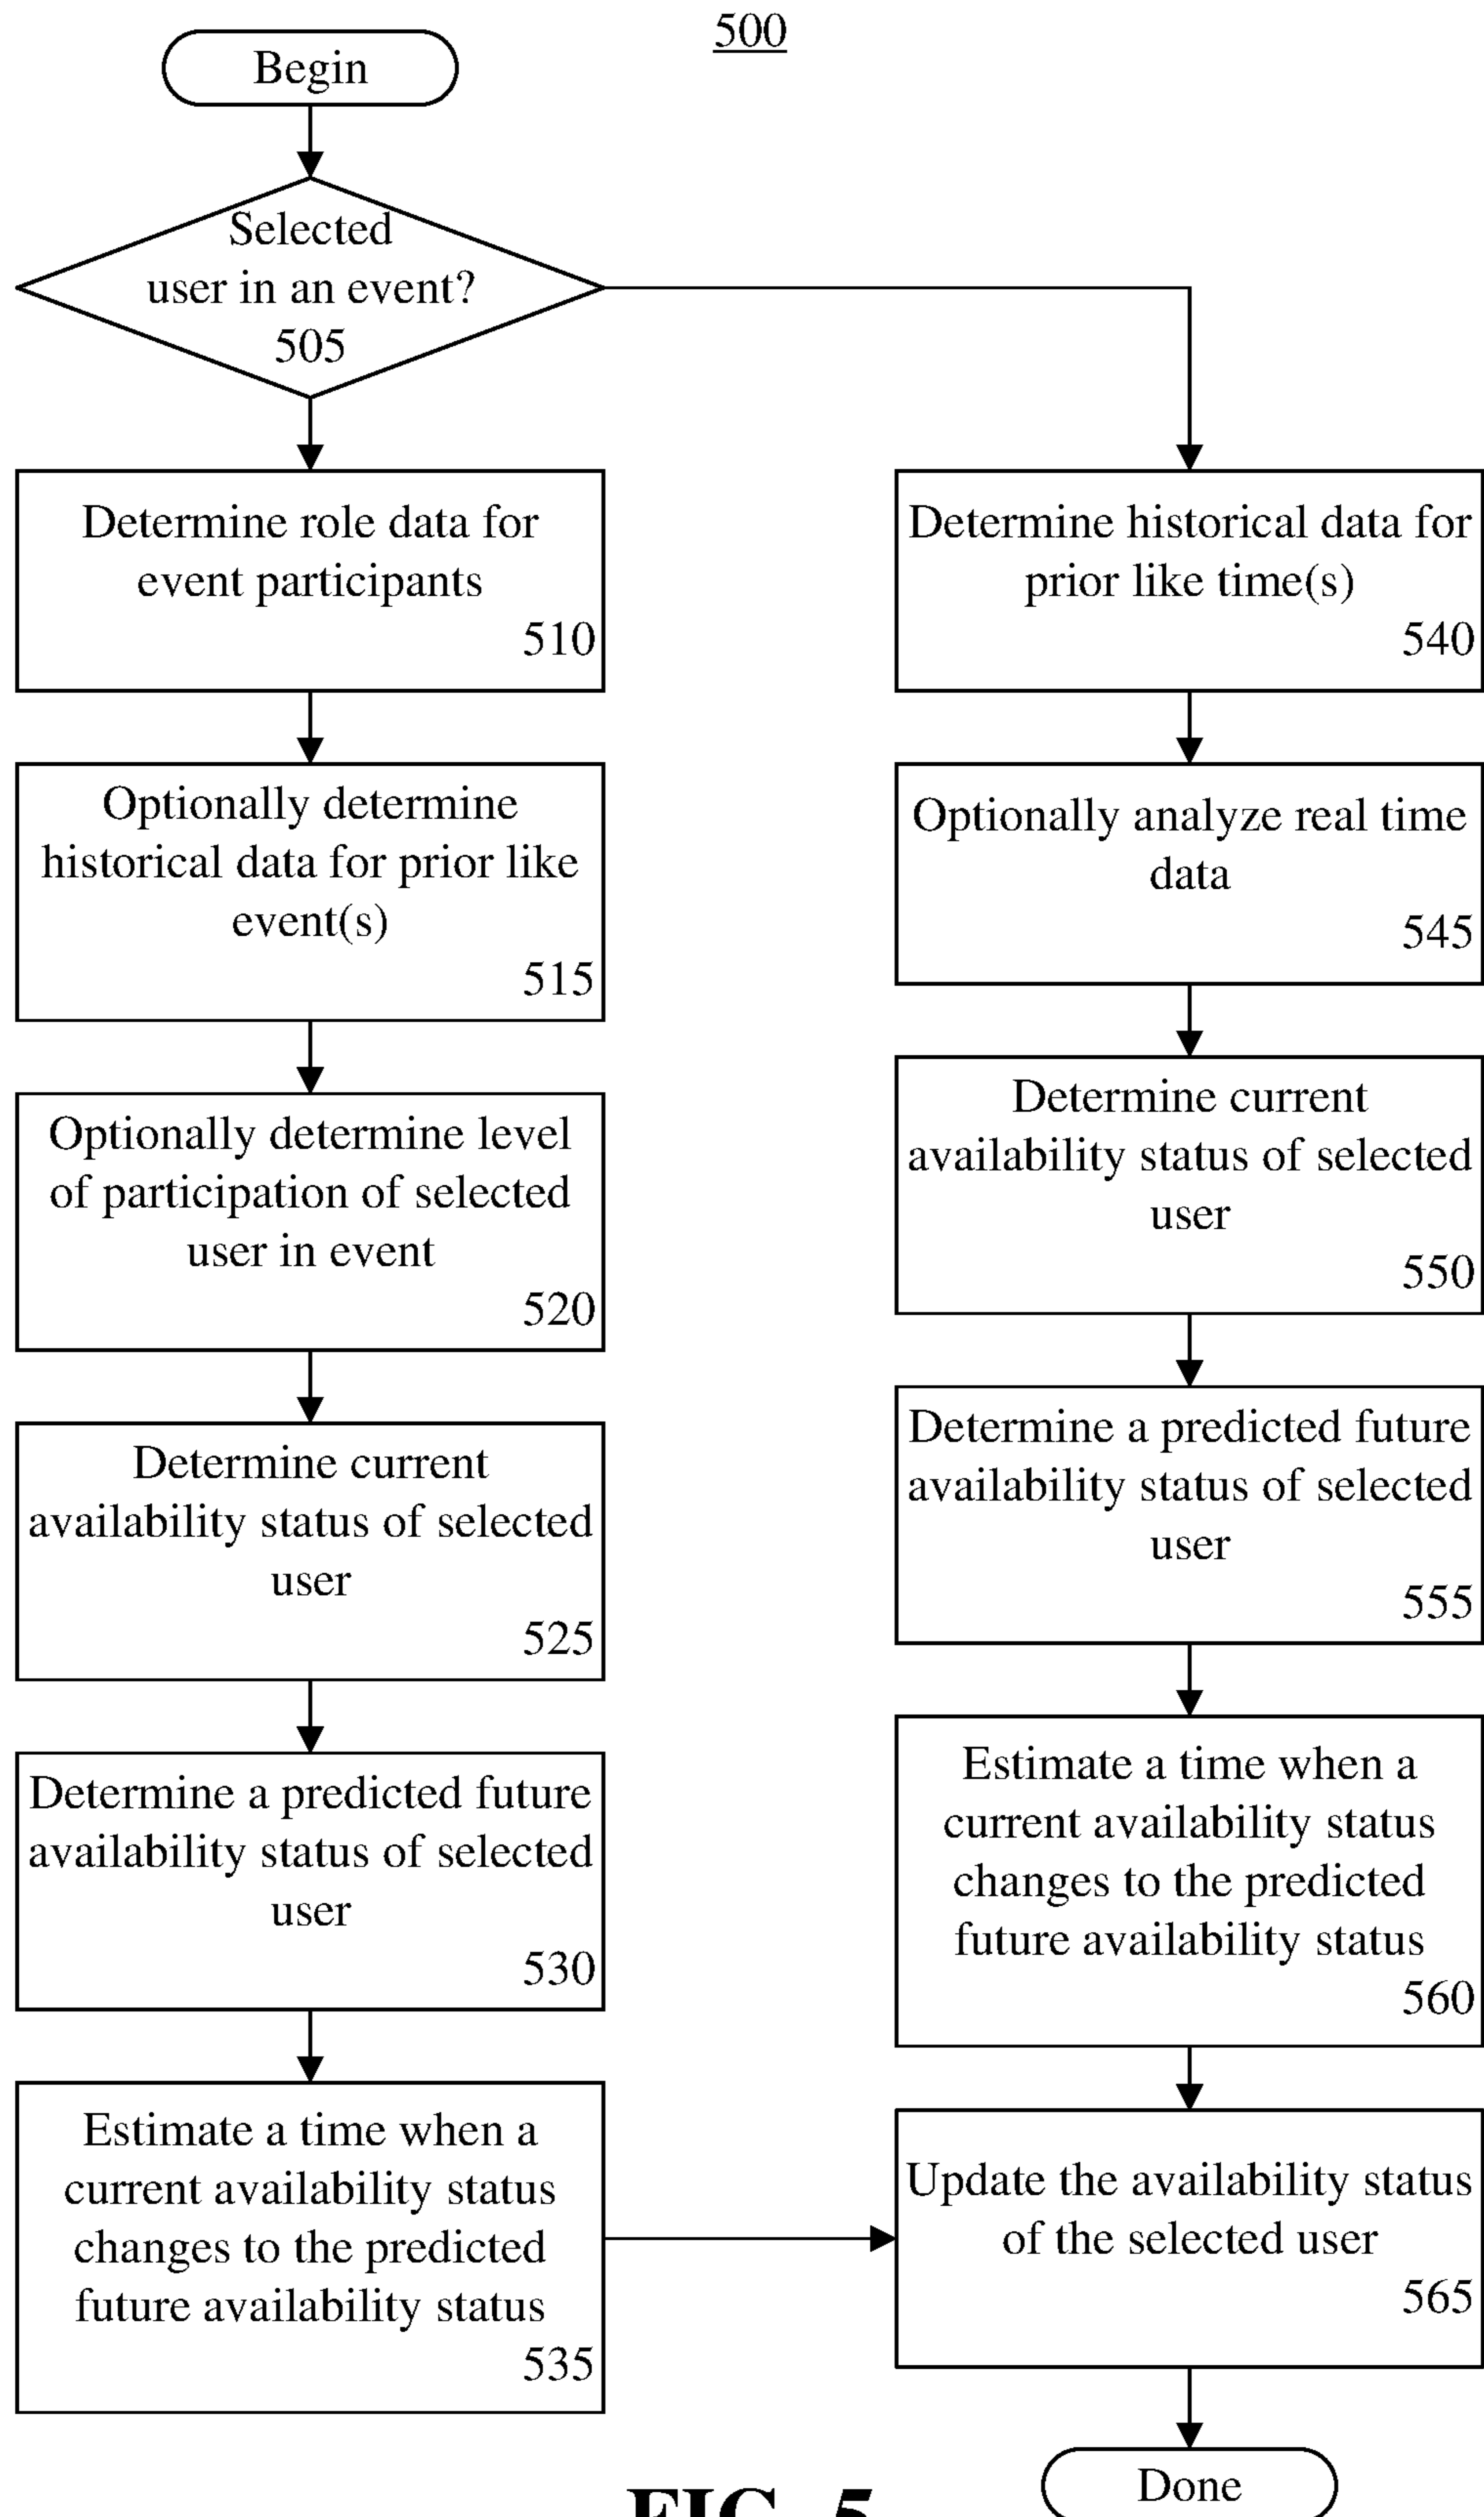 500
Begin
Selected
user in an event?
505
Determine role data for
event participants
510
Optionally determine
historical data for prior like
event(s)
515
Optionally determine level
of participation of selected
user in event
520
Determine current
availability status of selected
user
525
Determine a predicted future
availability status of selected
user
530
Estimate a time when a
current availability status
changes to the predicted
future availability status
535
Determine historical data for
prior like time(s)
540
Optionally analyze real time
data
545
Determine current
availability status of selected
user
550
Determine a predicted future
availability status of selected
user
555
Estimate a time when a
current availability status
changes to the predicted
future availability status
560
Update the availability status
of the selected user
565
Done
FIG. 5